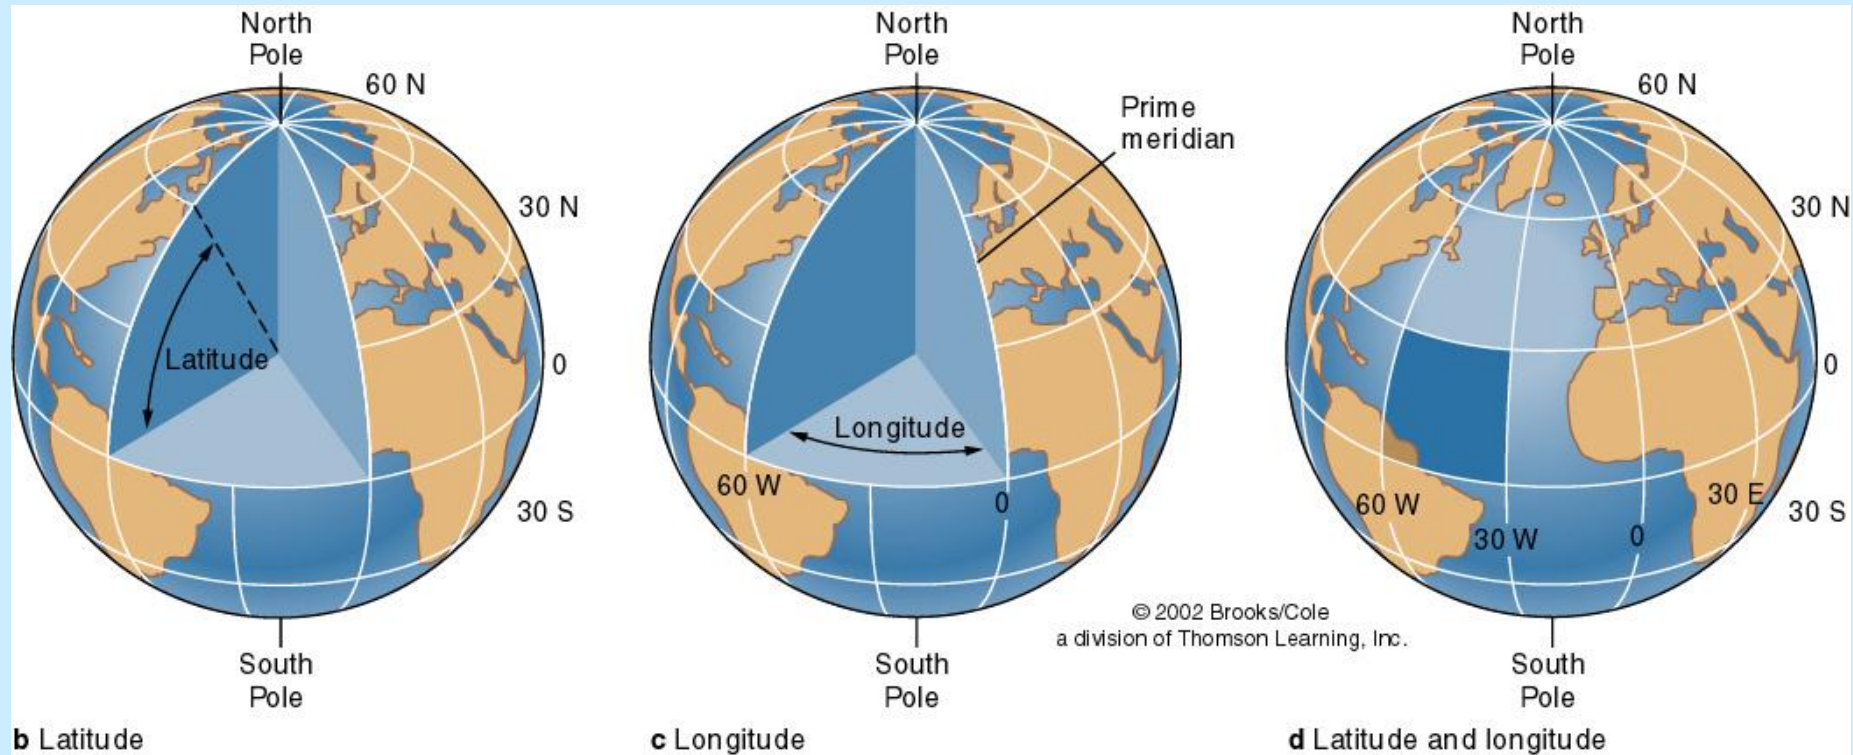 North
Pole
60 N
30 N
0
30 S
Latitude
South
Pole
b Latitude
North
Pole
Prime
meridian
Longitude
60 W
0
South
Pole
c Longitude
© 2002 Brooks/Cole
a division of Thomson Learning, Inc.
North
Pole
60 N
30 N
0
30 S
60 W
30 W
0
30 E
South
Pole
d Latitude and longitude